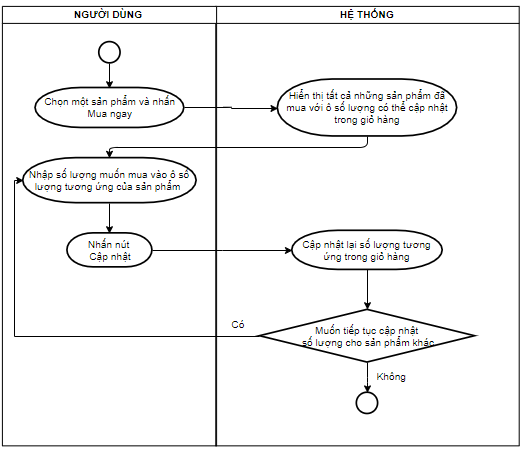 NGƯỜI DÙNG
HỆ THỐNG
Chọn một sản phẩm và nhấn
Mua ngay
Hiển thị tất cả những sản phẩm đã
mua với ô số lượng có thể cập nhật
trong giỏ hàng
Nhập số lượng muốn mua vào ô số
lượng tương ứng của sản phẩm
Nhấn nút
Cập nhật
Cập nhật lại số lượng tương
ứng trong giỏ hàng
Có
Muốn tiếp tục cập nhật
số lượng cho sản phẩm khác
Không